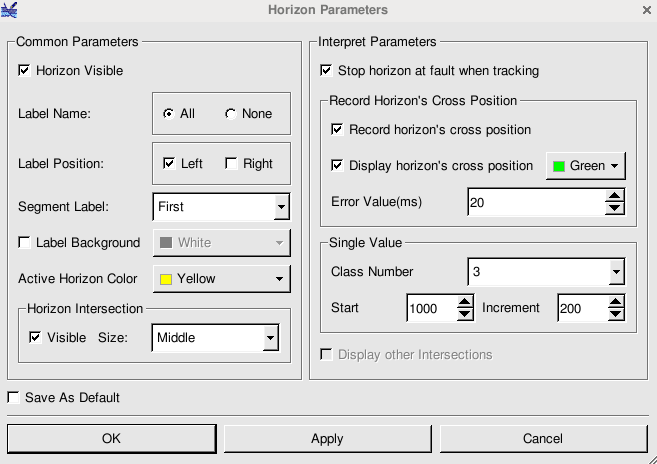 Horizon Parameters
Common Parameters
Horizon Visible
Label Name:
All
None
Label Position:
Left
Right
Segment Label:
First
Label Background
White
Active Horizon Color
Yellow
Horizon Intersection
Visible
Size:
Middle
Interpret Parameters
Stop horizon at fault when tracking
Record Horizon's Cross Position
Record horizon's cross position
Display horizon's cross position
Green
Error Value(ms)
20
Single Value
Class Number
3
Start
1000
Increment
200
Display other Intersections
Save As Default
OK
Apply
Cancel